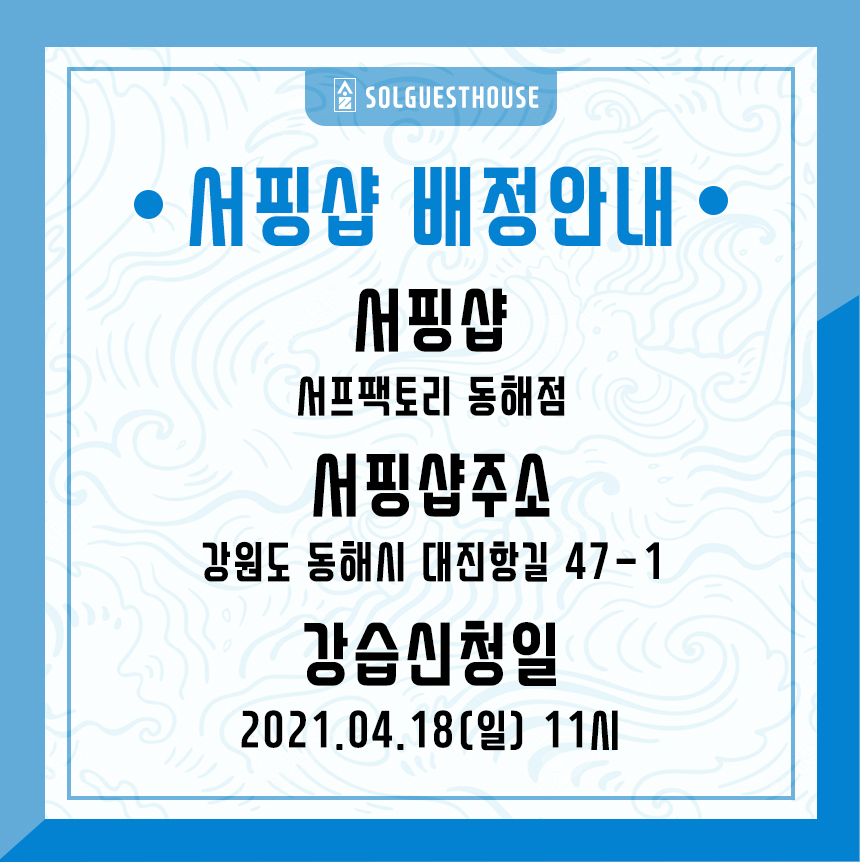 솔 SOLGUESTHOUSE
서핑샵 배정안내
서핑샵
서프팩토리 동해점
서핑샵주소
강원도 동해시 대진항길 47-1
강습신청일
2021.04.18(일) 11시